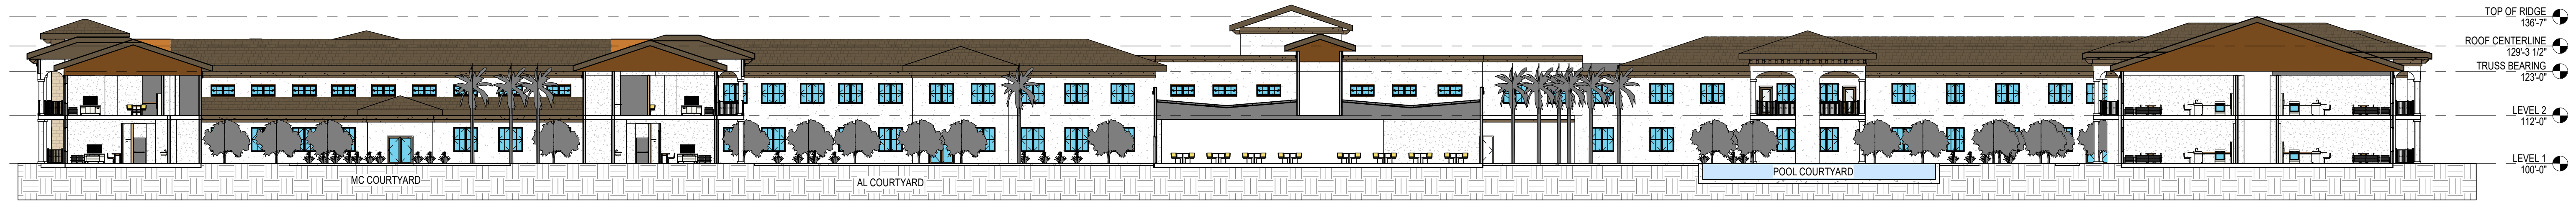 TOP OF RIDGE
136'-7"
ROOF CENTERLINE
129'-3 1/2"
TRUSS BEARING
123'-0"
LEVEL 2
112'-0"
LEVEL 1
100'-0"
MC COURTYARD
AL COURTYARD
POOL COURTYARD